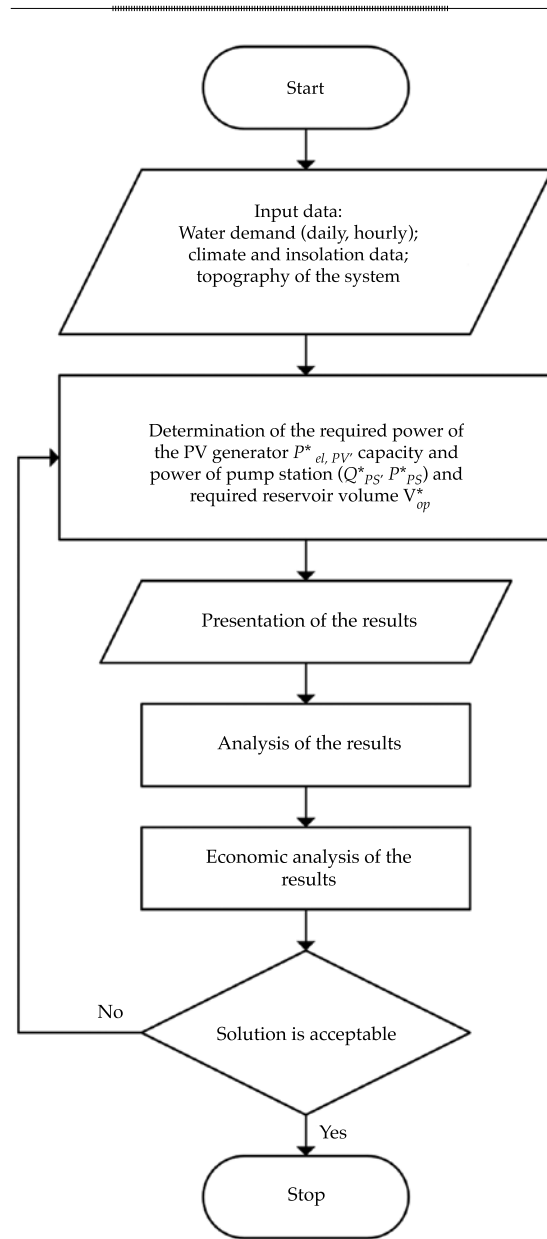 Start
Input data:
Water demand (daily, hourly);
climate and insolation data;
topography of the system
Determination of the required power of
the PV generator P* el, PV, capacity and
power of pump station (Q*PS, P*PS) and
required reservoir volume V*op
Presentation of the results
Analysis of the results
Economic analysis of the
results
No
Solution is acceptable
Yes
Stop